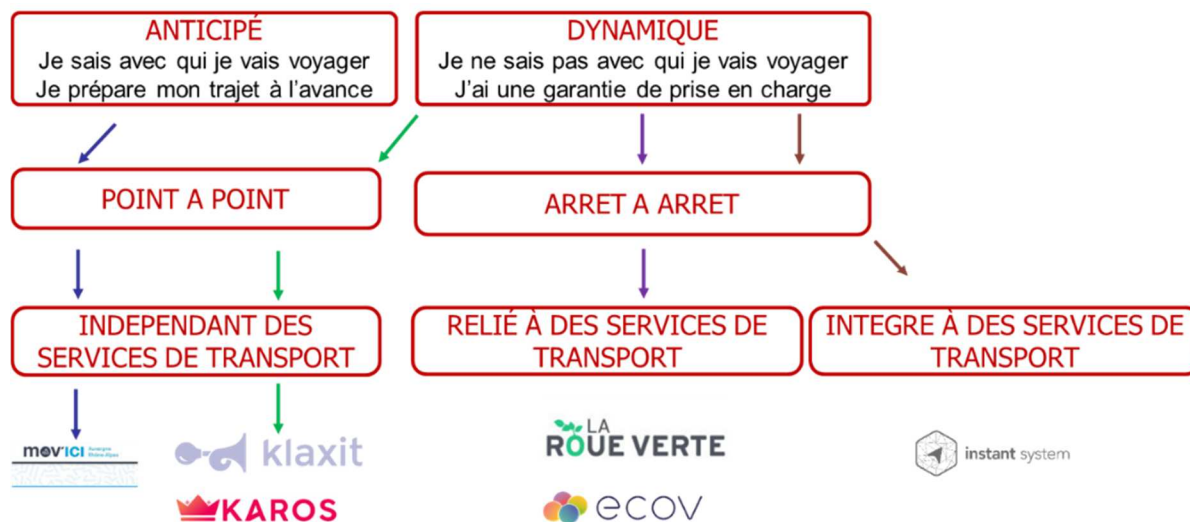 ANTICIPÉ
Je sais avec qui je vais voyager
Je prépare mon trajet à l'avance
DYNAMIQUE
Je ne sais pas avec qui je vais voyager
J'ai une garantie de prise en charge
POINT A POINT
ARRET A ARRET
INDEPENDANT DES
SERVICES DE TRANSPORT
RELIÉ À DES SERVICES DE
TRANSPORT
INTEGRE À DES SERVICES DE
TRANSPORT
mov'ICI
Auvergne
Rhône-Alpes
klaxit
KAROS
LA
ROUE VERTE
ecov
instant system